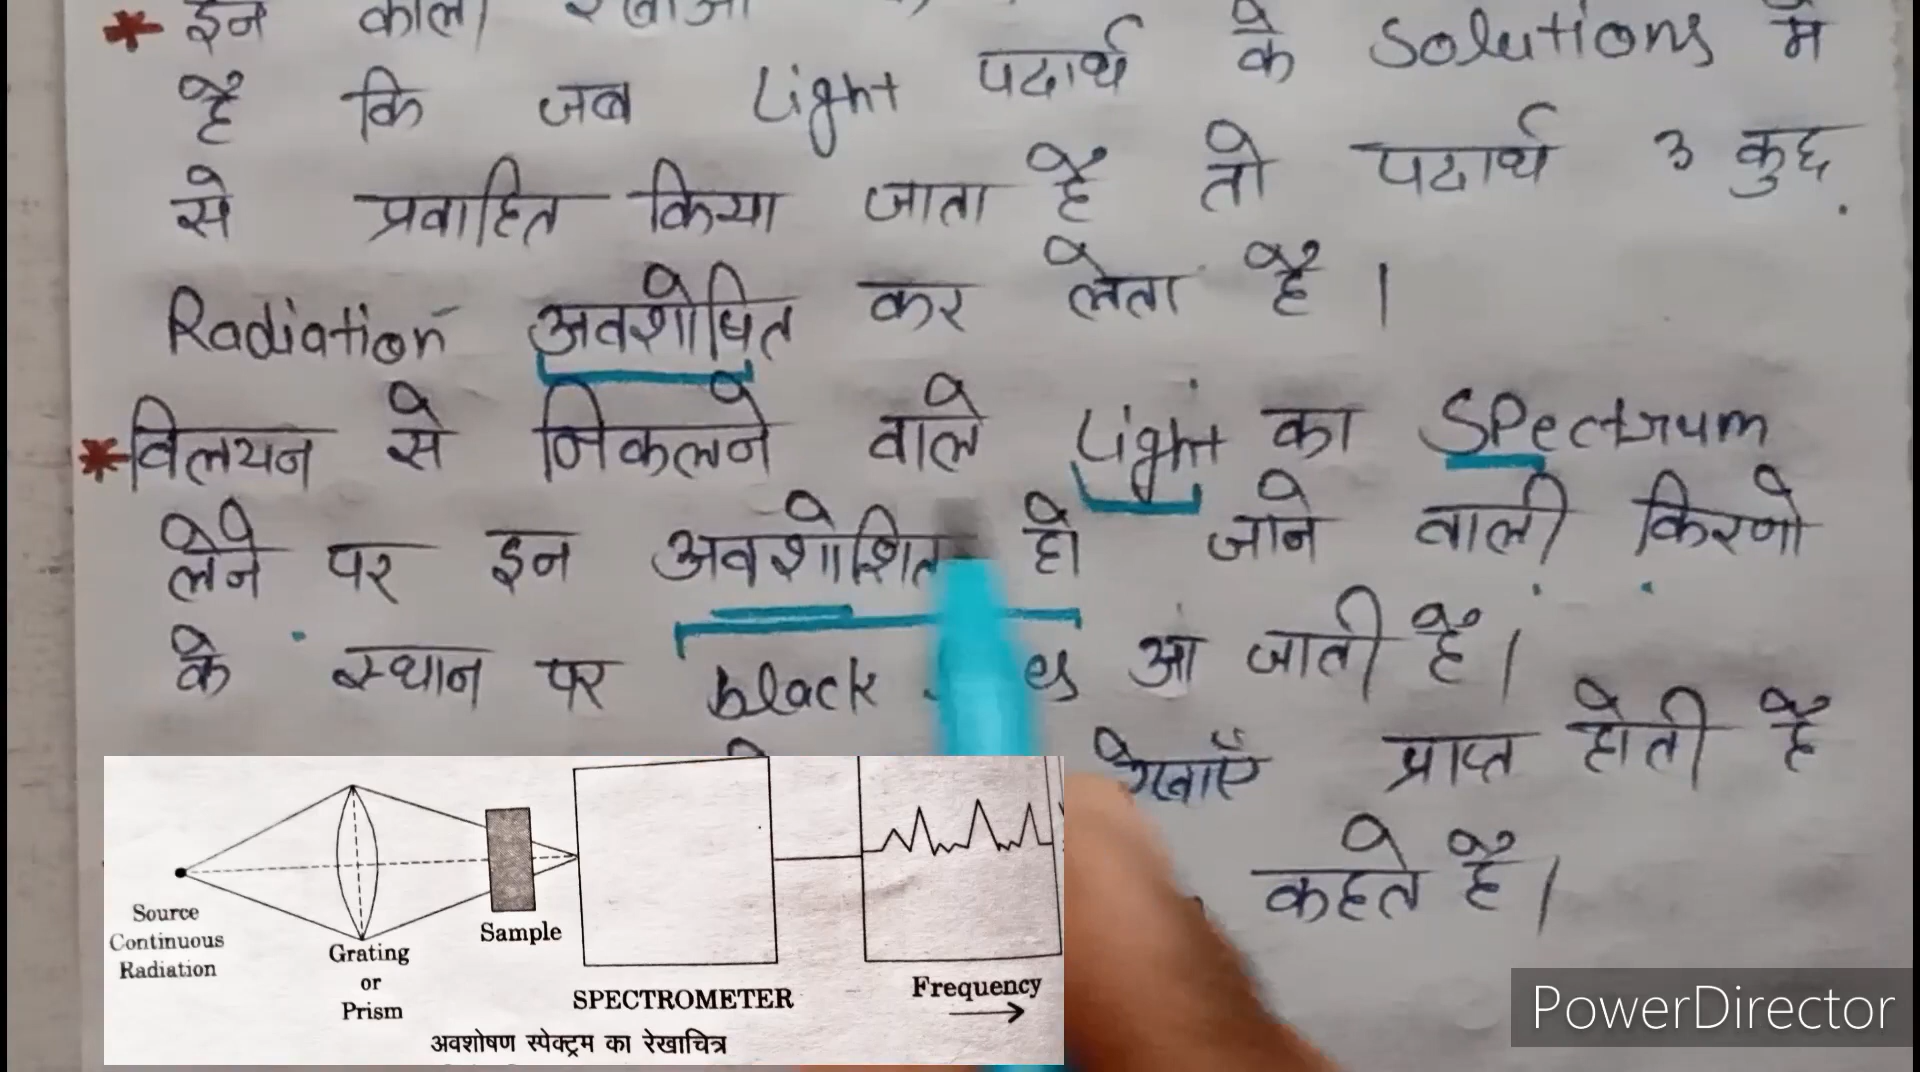 * इन काली
है कि जब Light पदार्थ के Solutions में
से प्रवाहित किया जाता है तो पदार्थ 3 कुछ
Radiation अवशोषित कर लेता है ।
* विलयन से निकलने वाले Light का Spectrum
लेने पर इन अवशोशित हो जाने वाली किरणो
के स्थान पर black आ जाती है ।
रेखाएँ प्राप्त होती है
कहते है ।
Source
Continuous
Radiation
Grating
or
Prism
Sample
SPECTROMETER
Frequency
अवशोषण स्पेक्ट्रम का रेखाचित्र
PowerDirector